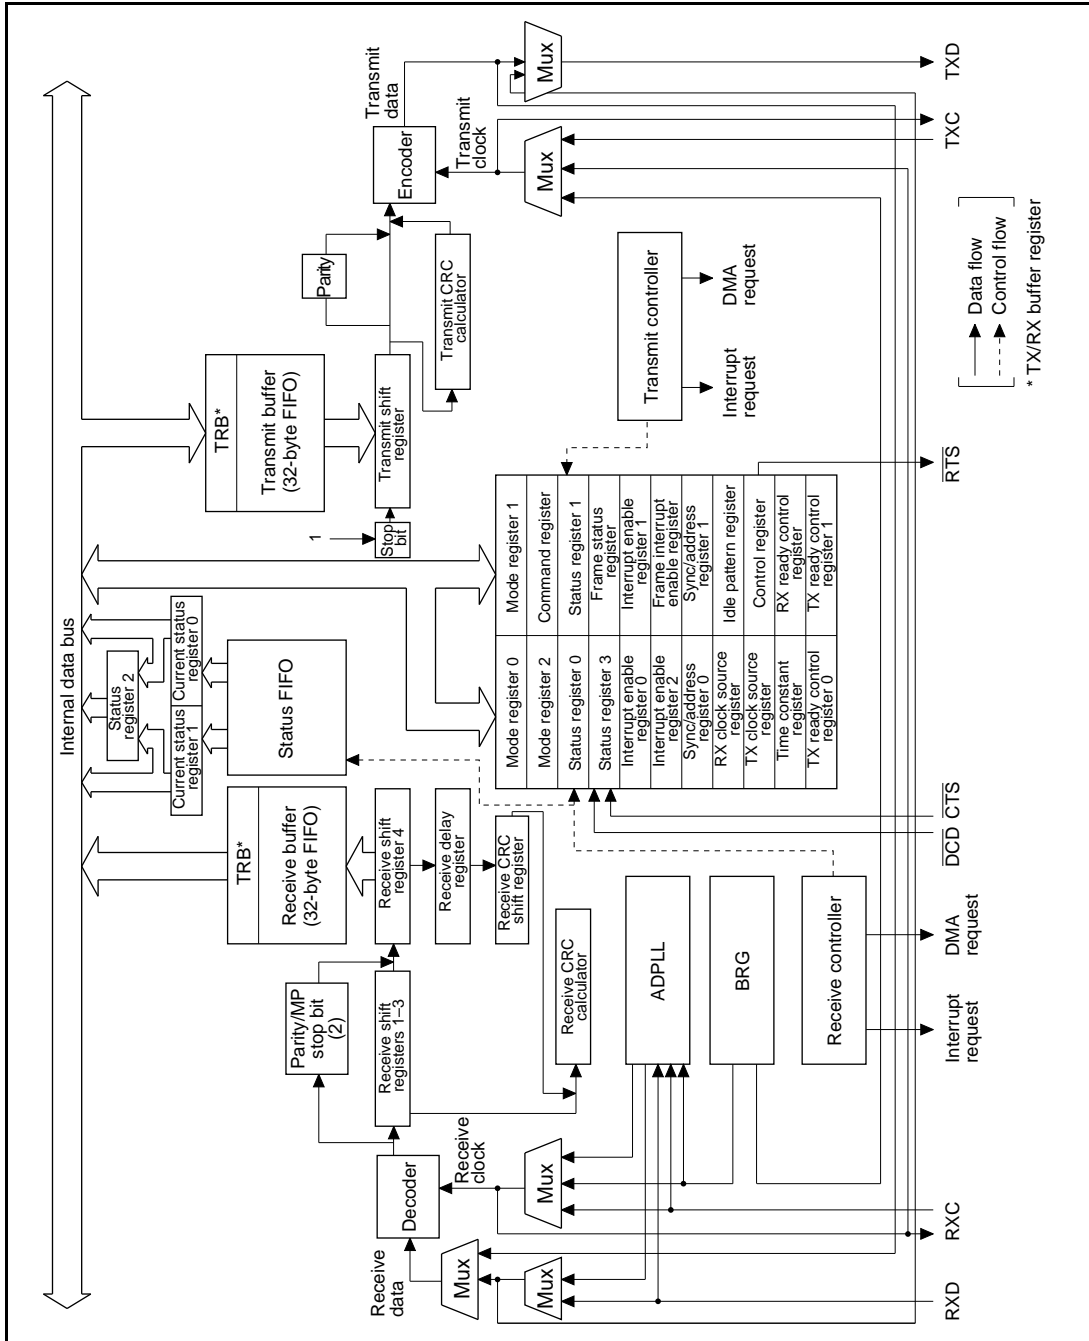 Internal data bus
TRB*
Receive buffer
(32-byte FIFO)
Current status
register 1
Current status
register 0
Status
register 2
Status FIFO
TRB*
Transmit buffer
(32-byte FIFO)
Parity/MP
stop bit
(2)
Receive shift
registers 1–3
Receive shift
register 4
Receive delay
register
Receive CRC
shift register
Receive CRC
calculator
1
Stop
bit
Transmit shift
register
Parity
Transmit CRC
calculator
Encoder
Transmit
data
Transmit
clock
Mux
Mux
Receive
data
Decoder
Receive
clock
Mux
Mux
Mux
ADPLL
BRG
Receive controller
Mode register 0
Mode register 1
Mode register 2
Command register
Status register 0
Status register 1
Status register 3
Frame status
register
Interrupt enable
register 0
Interrupt enable
register 1
Interrupt enable
register 2
Frame interrupt
enable register
Sync/address
register 0
Sync/address
register 1
RX clock source
register
Idle pattern register
TX clock source
register
Control register
Time constant
register
RX ready control
register
TX ready control
register 0
TX ready control
register 1
Transmit controller
Interrupt
request
DMA
request
RXD
RXC
Interrupt
request
DMA
request
DCD
CTS
RTS
TXC
TXD
Data flow
Control flow
* TX/RX buffer register